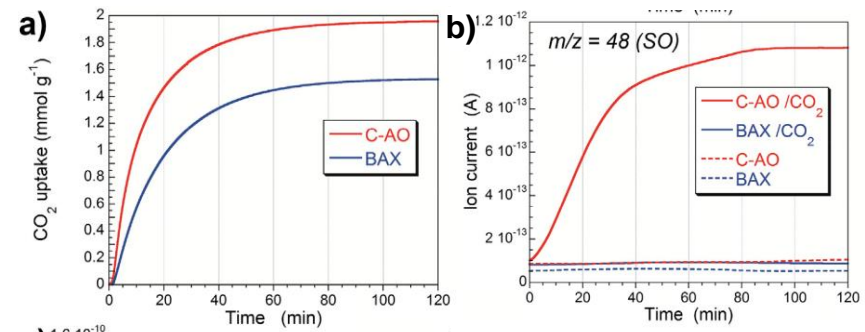 a)
CO₂ uptake (mmol g⁻¹)
2
1.8
1.6
1.4
1.2
1
0.8
0.6
0.4
0.2
0
C-AO
BAX
0 20 40 60 80 100 120
Time (min)
b)
m/z = 48 (SO)
Ion current (A)
1.2 10⁻¹²
1 10⁻¹²
8 10⁻¹³
6 10⁻¹³
4 10⁻¹³
2 10⁻¹³
0
C-AO /CO₂
BAX /CO₂
C-AO
BAX
0 20 40 60 80 100 120
Time (min)